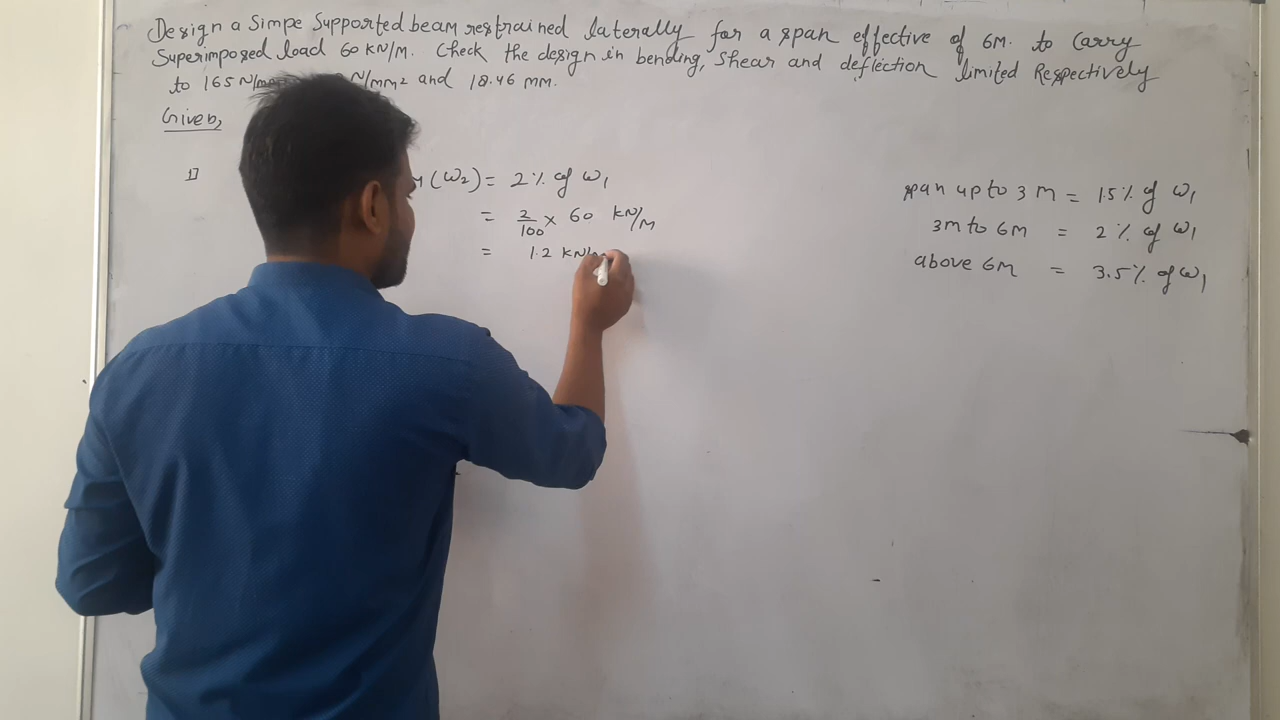 Design a Simpe Supported beam restrained laterally for a span effective of 6M. to Carry
Superimposed load 60 KN/M. Check the design in bending, Shear and deflection limited Respectively
to 165 N/mm² N/mm² and 18.46 mm.
Given,
1] (ω2) = 2% of ω1
= 2/100 × 60 KN/M
= 1.2 KN/
span up to 3 M = 1.5% of ω1
3m to 6m = 2% of ω1
above 6M = 3.5% of ω1